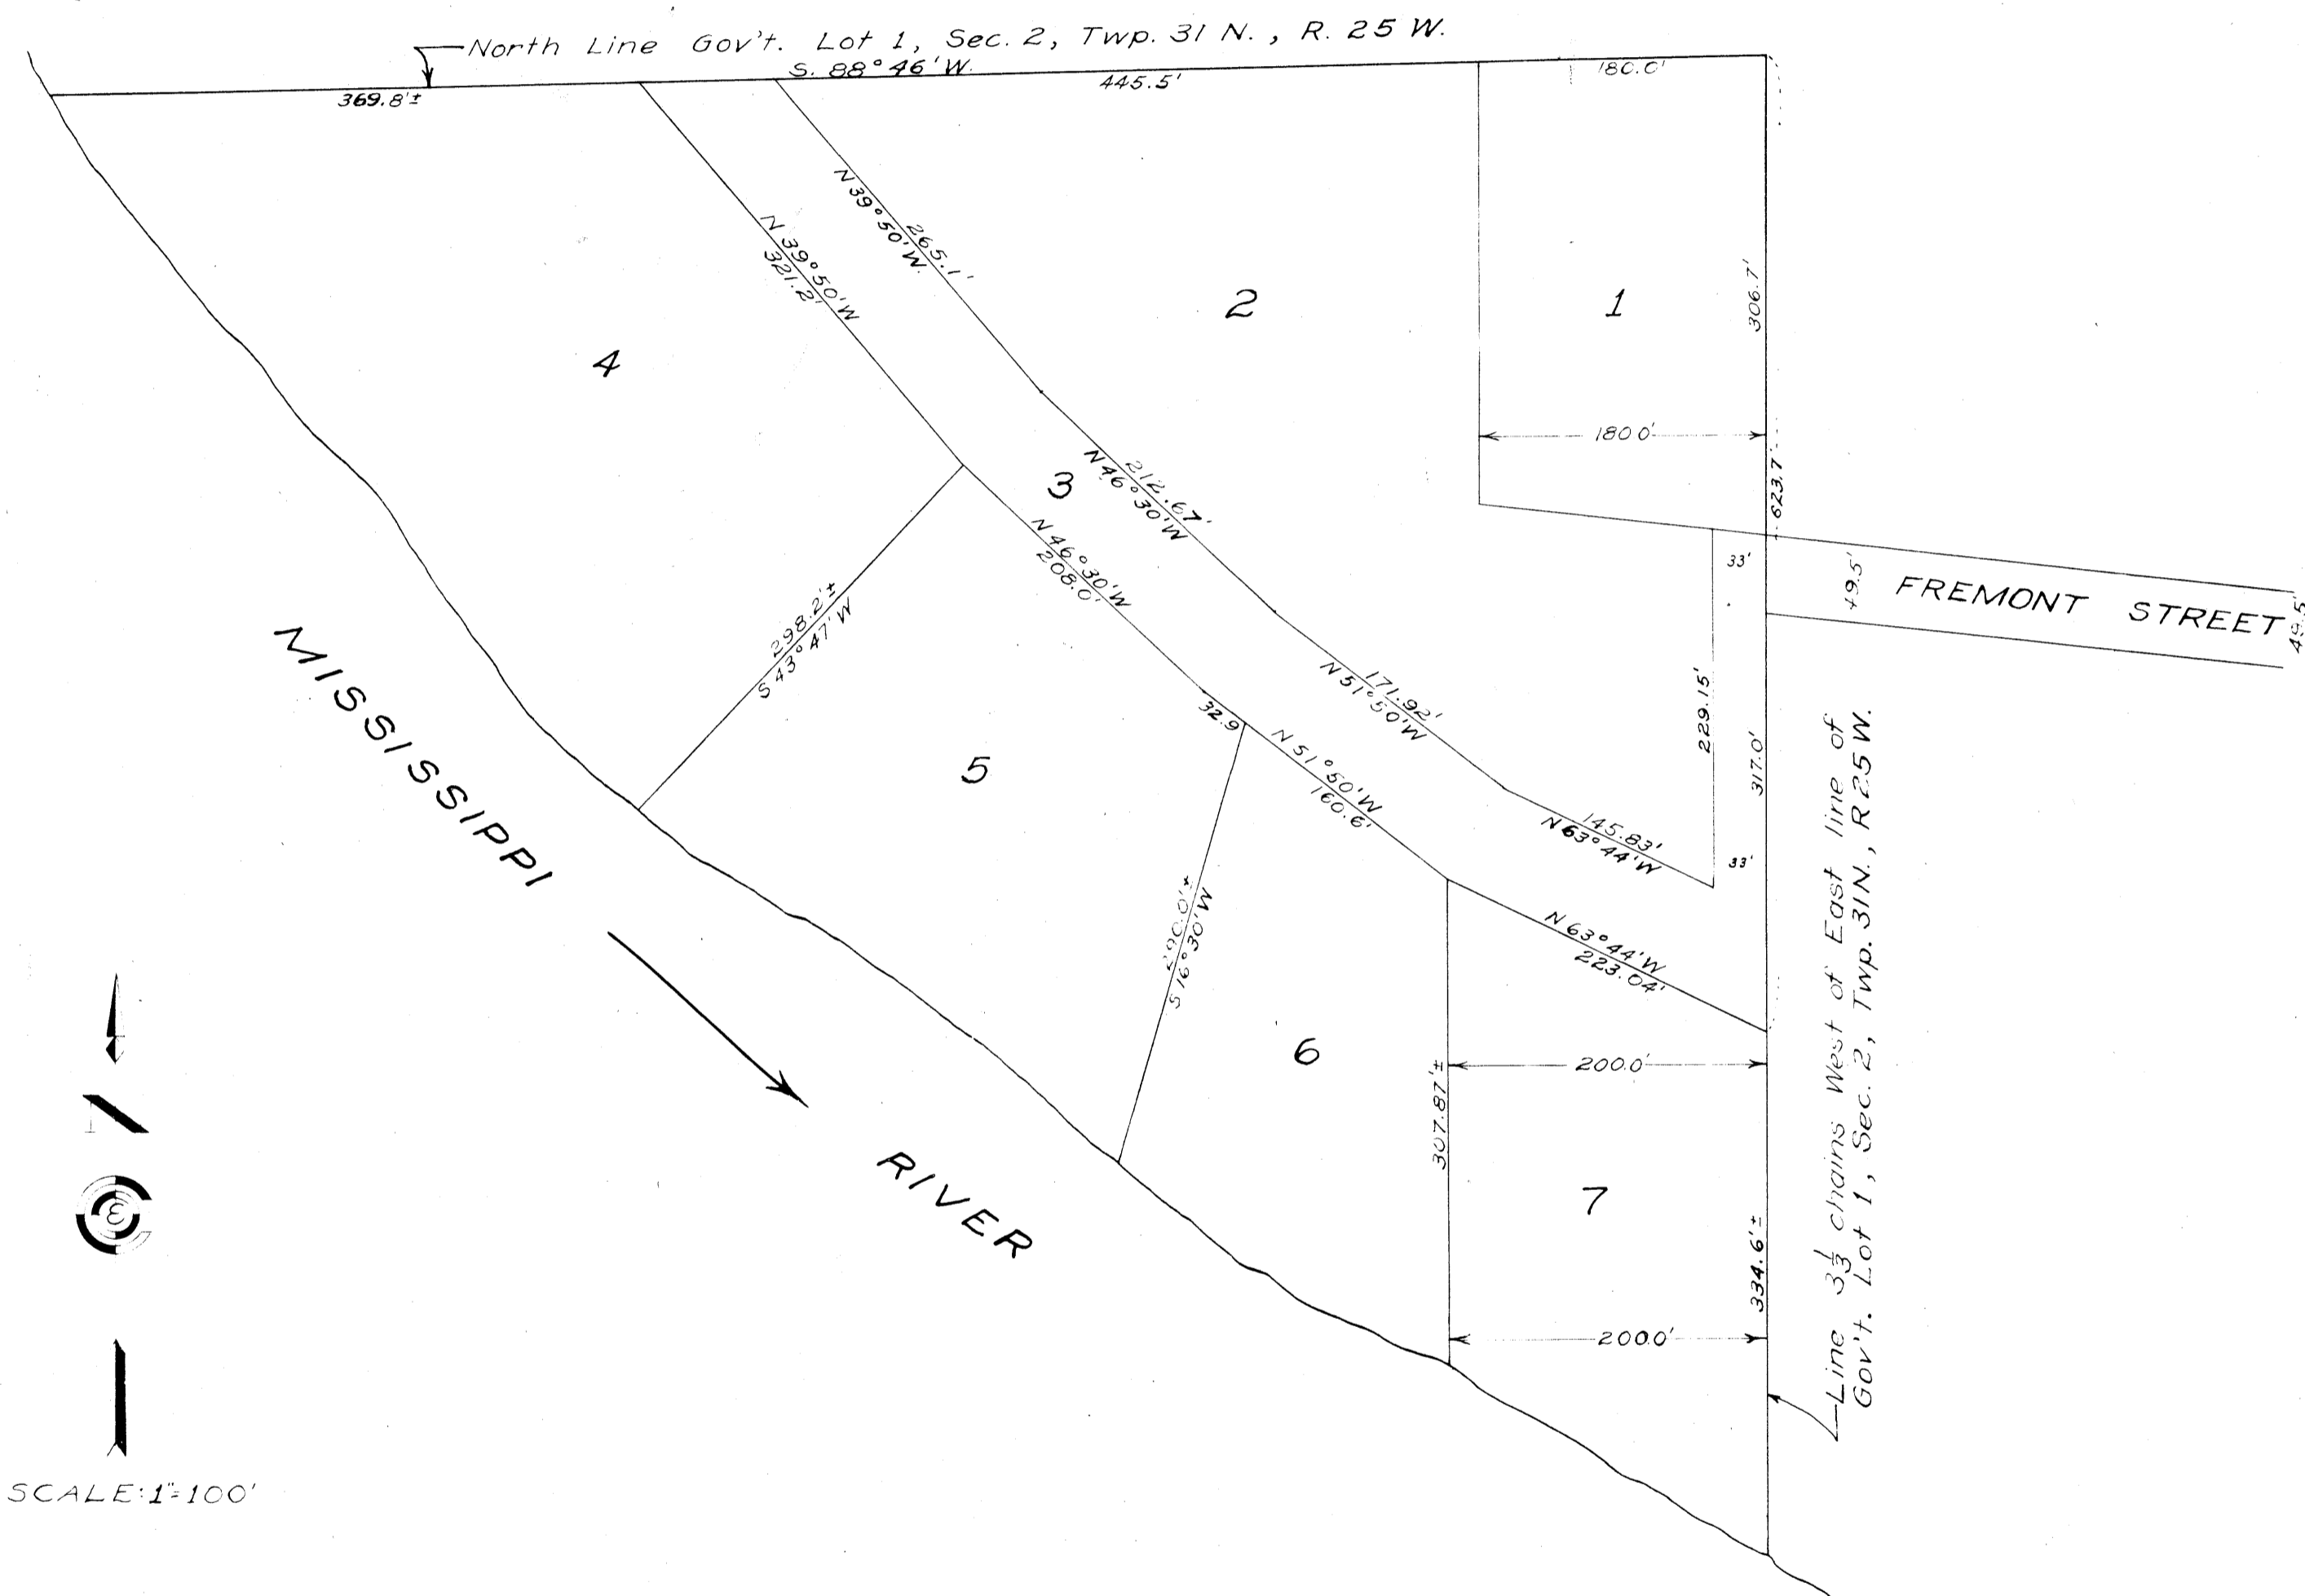 North Line Gov't. Lot 1, Sec. 2, Twp. 31 N., R. 25 W.
S. 88°46'W.
369.8'±
445.5'
180.0'
N 39°50'W.
265.1'
N 39°50'W
321.2'
2
1
306.7'
4
180.0'
3
212.67'
N 46°30'W
623.7'
N 46°30'W
208.0'
33'
49.5'
FREMONT STREET
49.5'
298.2'±
S 43°47'W
171.92'
N 51°50'W
229.15'
317.0'
32.9
5
N 51°50'W
160.6'
145.83'
N 63°44'W
33'
MISSISSIPPI
RIVER
290.0'±
S 16°30'W
N 63°44'W
223.04'
6
200.0'
307.87'±
7
334.6'±
200.0'
Line 3 1/3 chains West of East line of
Gov't. Lot 1, Sec. 2, Twp. 31N., R 25 W.
N
SCALE: 1"=100'